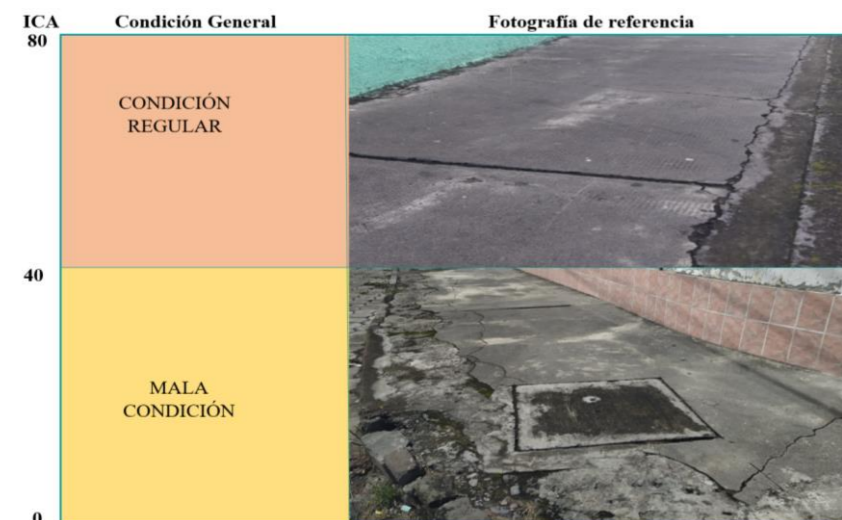 ICA Condición General Fotografía de referencia
80
CONDICIÓN
REGULAR
40
MALA
CONDICIÓN
0